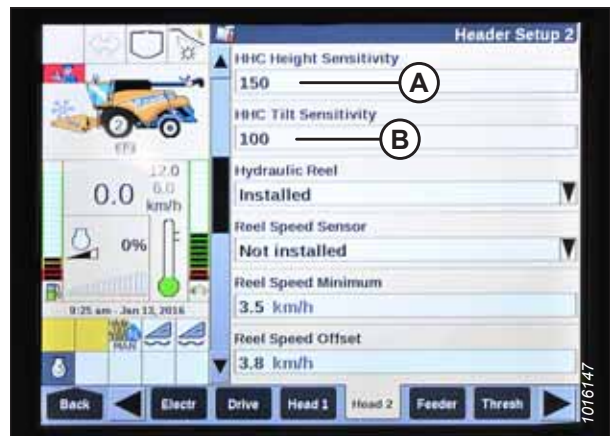 Header Setup 2
HHC Height Sensitivity
150
A
HHC Tilt Sensitivity
100
B
Hydraulic Reel
Installed
Reel Speed Sensor
Not installed
Reel Speed Minimum
3.5 km/h
Reel Speed Offset
3.8 km/h
2
12.0
0.0 6.0
km/h
0%
9:25 am - Jan 13, 2016
MAN
Back Electr Drive Head 1 Head 2 Feeder Thresh
1016147